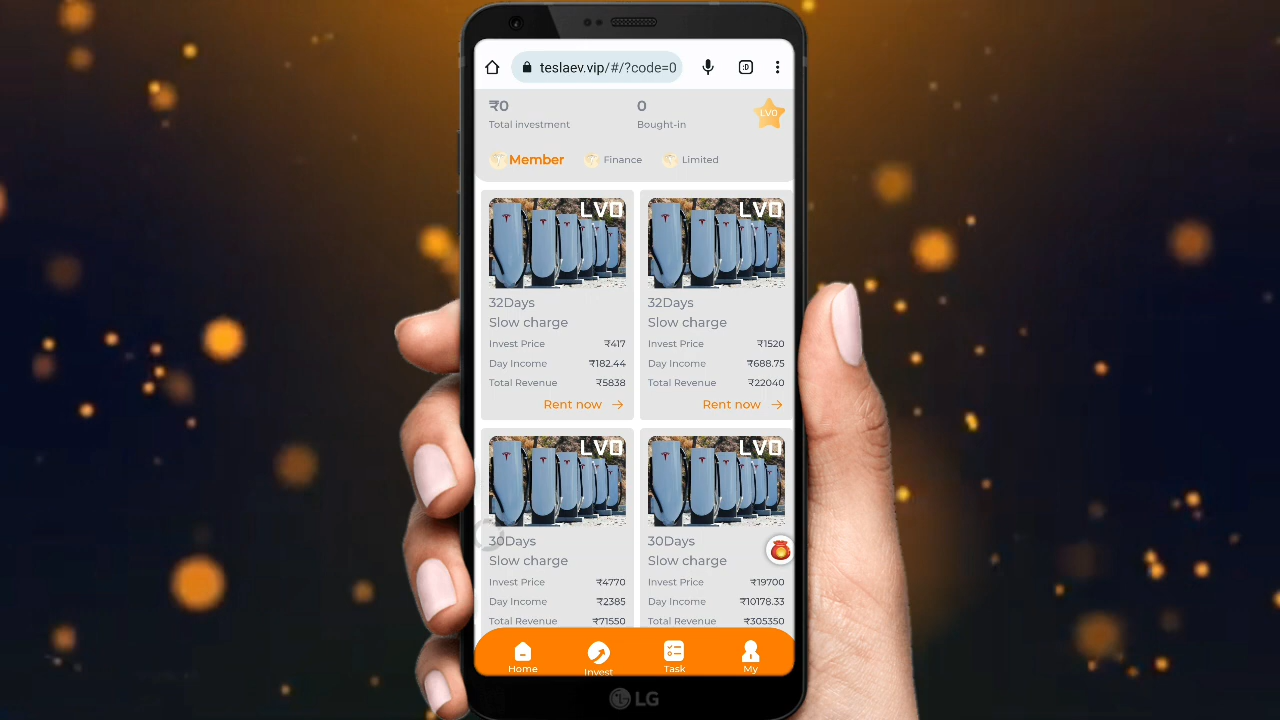 teslaev.vip/#/?code=0
:D
₹0
0
Total investment
Bought-in
LV0
Member
Finance
Limited
LV0
32Days
Slow charge
Invest Price ₹417
Day Income ₹182.44
Total Revenue ₹5838
Rent now
LV0
32Days
Slow charge
Invest Price ₹1520
Day Income ₹688.75
Total Revenue ₹22040
Rent now
LV0
30Days
Slow charge
Invest Price ₹4770
Day Income ₹2385
Total Revenue ₹71550
LV0
30Days
Slow charge
Invest Price ₹19700
Day Income ₹10178.33
Total Revenue ₹305350
Home
Invest
Task
My
LG